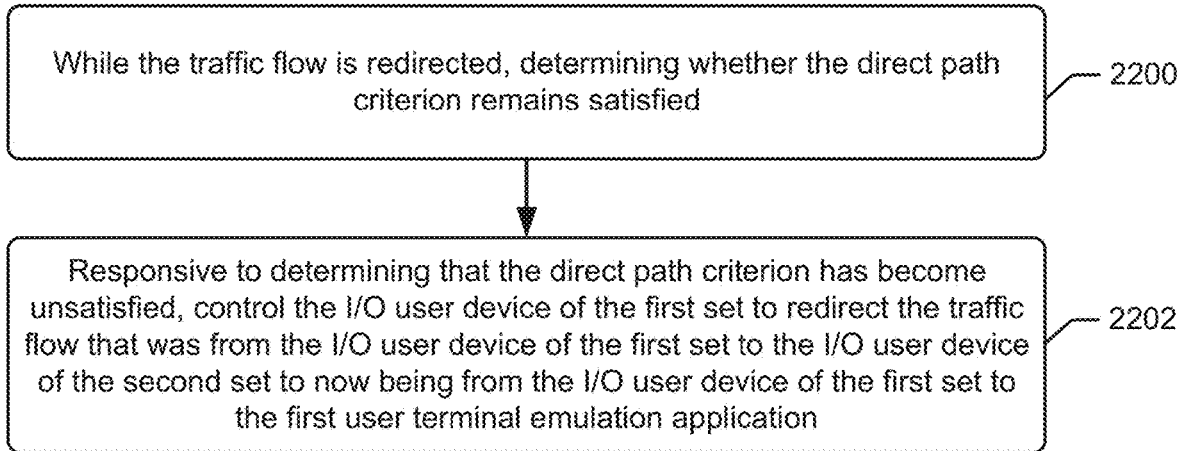 While the traffic flow is redirected, determining whether the direct path
criterion remains satisfied
2200
Responsive to determining that the direct path criterion has become
unsatisfied, control the I/O user device of the first set to redirect the traffic
flow that was from the I/O user device of the first set to the I/O user device
of the second set to now being from the I/O user device of the first set to
the first user terminal emulation application
2202